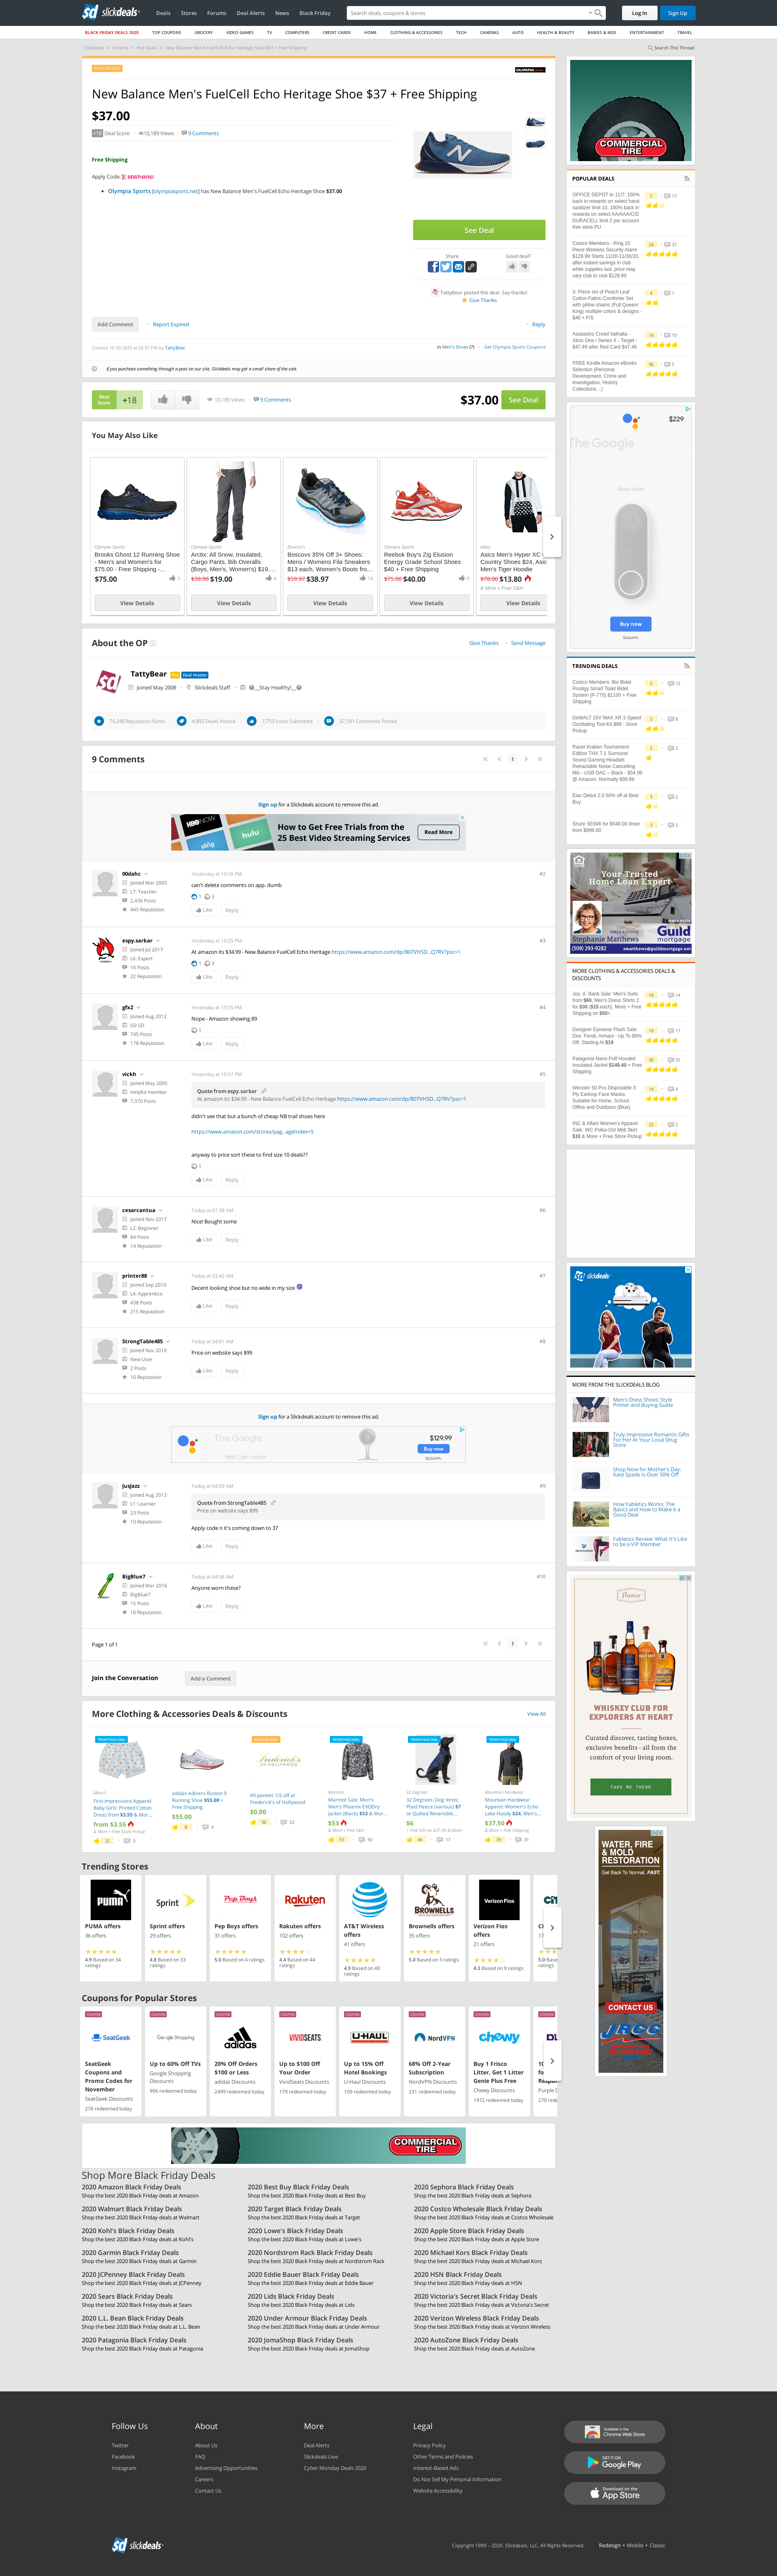 slickdeals
Deals Stores Forums Deal Alerts News Black Friday
Search deals, coupons & stores
Log In Sign Up
BLACK FRIDAY DEALS 2020 TOP COUPONS GROCERY VIDEO GAMES TV COMPUTERS CREDIT CARDS HOME CLOTHING & ACCESSORIES TECH CAMERAS AUTO HEALTH & BEAUTY BABIES & KIDS ENTERTAINMENT TRAVEL
Slickdeals > Forums > Hot Deals > New Balance Men's FuelCell Echo Heritage Shoe $37 + Free Shipping
Search This Thread
New Balance Men's FuelCell Echo Heritage Shoe $37 + Free Shipping
$37.00
+18 Deal Score 10,189 Views 9 Comments
Free Shipping
Apply Code: MWP4HNI
Olympia Sports [olympiasports.net] has New Balance Men's FuelCell Echo Heritage Shoe $37.00
See Deal
Share
Good deal?
TattyBear posted this deal. Say thanks!
Give Thanks
Add Comment Report Expired
Reply
Created 10-30-2020 at 03:37 PM by TattyBear
in Men's Shoes (7) Get Olympia Sports Coupons
If you purchase something through a post on our site, Slickdeals may get a small share of the sale.
Deal Score +18
10,189 Views 9 Comments
$37.00 See Deal
You May Also Like
Olympia Sports
Brooks Ghost 12 Running Shoe - Men's and Women's for $75.00 - Free Shipping -...
$75.00
View Details
Olympia Sports
Arctix: All Snow, Insulated, Cargo Pants, Bib Overalls (Boys, Men's, Women's) $19....
$39.98 $19.00
View Details
Boscov's
Boscovs 35% Off 3+ Shoes: Mens / Womens Fila Sneakers $13 each, Women's Boots fro...
$59.97 $38.97
14
View Details
Olympia Sports
Reebok Boy's Zig Elusion Energy Grade School Shoes $40 + Free Shipping
$75.00 $40.00
View Details
eBay
Asics Men's Hyper XC Country Shoes $24, Asics Men's Tiger Hoodie
$78.00 $13.80
& More + Free S&H
View Details
About the OP
Give Thanks Send Message
TattyBear Pro Deal Hunter
Joined May 2008 Slickdeals Staff @__Stay Healthy!__@
74,248 Reputation Points
4,892 Deals Posted
7,753 Votes Submitted
37,181 Comments Posted
9 Comments
1
Sign up for a Slickdeals account to remove this ad.
HBO NOW
sling
hulu
How to Get Free Trials from the 25 Best Video Streaming Services
Read More
00dahc
Joined Mar 2005
L7: Teacher
2,436 Posts
445 Reputation
Yesterday at 10:16 PM
#2
can't delete comments on app. dumb
1 3
Like Reply
espy.sarkar
Joined Jul 2017
L6: Expert
16 Posts
22 Reputation
Yesterday at 10:25 PM
#3
At amazon its $34.99 - New Balance FuelCell Echo Heritage https://www.amazon.com/dp/B07VHSD...Q7RV?psc=1
1 3
Like Reply
gfx2
Joined Aug 2012
SD SD
745 Posts
178 Reputation
Yesterday at 10:55 PM
#4
Nope - Amazon showing 89
1
Like Reply
vickh
Joined May 2005
Helpful member
7,370 Posts
Yesterday at 10:57 PM
#5
Quote from espy.sarkar
At amazon its $34.99 - New Balance FuelCell Echo Heritage https://www.amazon.com/dp/B07VHSD...Q7RV?psc=1
didn't see that but a bunch of cheap NB trail shoes here
https://www.amazon.com/stores/pag...ageIndex=5
anyway to price sort these to find size 10 deals??
1
Like Reply
cesarcantua
Joined Nov 2017
L2: Beginner
84 Posts
14 Reputation
Today at 01:38 AM
#6
Nice! Bought some
Like Reply
printer88
Joined Sep 2010
L4: Apprentice
438 Posts
215 Reputation
Today at 03:42 AM
#7
Decent looking shoe but no wide in my size
Like Reply
StrongTable485
Joined Nov 2019
New User
2 Posts
10 Reputation
Today at 04:01 AM
#8
Price on website says $99
Like Reply
Sign up for a Slickdeals account to remove this ad.
The Google
Nest Cam Indoor
$129.99
Buy now
JusJazz
Joined Aug 2013
L1: Learner
23 Posts
10 Reputation
Today at 04:09 AM
#9
Quote from StrongTable485
Price on website says $99
Apply code n it's coming down to 37
Like Reply
BigBlue7
Joined Mar 2016
BigBlue7
15 Posts
10 Reputation
Today at 04:38 AM
#10
Anyone worn these?
Like Reply
Page 1 of 1
1
Join the Conversation Add a Comment
More Clothing & Accessories Deals & Discounts
View All
Macy's
First Impressions Apparel: Baby Girls' Printed Cotton Dress from $3.55 & Mor...
from $3.55
& More + Free Store Pickup
32 3
adidas Adizero Boston 8 Running Shoe $55.00 + Free Shipping
$55.00
8 4
Frederick's OF HOLLYWOOD
All panties 1/2 off at Frederick's of Hollywood
$0.00
36 53
Marmot
Marmot Sale: Men's Men's Phoenix EVODry Jacket (Black) $53 & Mor...
$53
& More + Free S&H
51 50
32 Degrees
32 Degrees: Dog Vests: Plaid Fleece (various) $7 or Quilted Reversible...
$6
+ Free S/H on $27.90 & More
46 17
Mountain Hardwear
Mountain Hardwear Apparel: Women's Echo Lake Hoody $24, Men's...
$37.50
& More + Free Shipping
39 31
Trending Stores
PUMA offers
36 offers
4.9 Based on 34 ratings
Sprint offers
29 offers
4.8 Based on 33 ratings
Pep Boys offers
31 offers
5.0 Based on 4 ratings
Rakuten offers
102 offers
4.4 Based on 44 ratings
AT&T Wireless offers
41 offers
4.9 Based on 40 ratings
Brownells offers
35 offers
5.0 Based on 3 ratings
Verizon Fios offers
21 offers
4.3 Based on 9 ratings
Coupons for Popular Stores
SeatGeek Coupons and Promo Codes for November
SeatGeek Discounts
276 redeemed today
Up to 60% Off TVs
Google Shopping Discounts
906 redeemed today
20% Off Orders $100 or Less
adidas Discounts
2499 redeemed today
Up to $100 Off Your Order
VividSeats Discounts
179 redeemed today
Up to 15% Off Hotel Bookings
U-Haul Discounts
109 redeemed today
68% Off 2-Year Subscription
NordVPN Discounts
231 redeemed today
Buy 1 Frisco Litter, Get 1 Litter Genie Plus Free
Chewy Discounts
1972 redeemed today
COMMERCIAL TIRE
Shop More Black Friday Deals
2020 Amazon Black Friday Deals
Shop the best 2020 Black Friday deals at Amazon
2020 Best Buy Black Friday Deals
Shop the best 2020 Black Friday deals at Best Buy
2020 Sephora Black Friday Deals
Shop the best 2020 Black Friday deals at Sephora
2020 Walmart Black Friday Deals
Shop the best 2020 Black Friday deals at Walmart
2020 Target Black Friday Deals
Shop the best 2020 Black Friday deals at Target
2020 Costco Wholesale Black Friday Deals
Shop the best 2020 Black Friday deals at Costco Wholesale
2020 Kohl's Black Friday Deals
Shop the best 2020 Black Friday deals at Kohl's
2020 Lowe's Black Friday Deals
Shop the best 2020 Black Friday deals at Lowe's
2020 Apple Store Black Friday Deals
Shop the best 2020 Black Friday deals at Apple Store
2020 Garmin Black Friday Deals
Shop the best 2020 Black Friday deals at Garmin
2020 Nordstrom Rack Black Friday Deals
Shop the best 2020 Black Friday deals at Nordstrom Rack
2020 Michael Kors Black Friday Deals
Shop the best 2020 Black Friday deals at Michael Kors
2020 JCPenney Black Friday Deals
Shop the best 2020 Black Friday deals at JCPenney
2020 Eddie Bauer Black Friday Deals
Shop the best 2020 Black Friday deals at Eddie Bauer
2020 HSN Black Friday Deals
Shop the best 2020 Black Friday deals at HSN
2020 Sears Black Friday Deals
Shop the best 2020 Black Friday deals at Sears
2020 Lids Black Friday Deals
Shop the best 2020 Black Friday deals at Lids
2020 Victoria's Secret Black Friday Deals
Shop the best 2020 Black Friday deals at Victoria's Secret
2020 L.L. Bean Black Friday Deals
Shop the best 2020 Black Friday deals at L.L. Bean
2020 Under Armour Black Friday Deals
Shop the best 2020 Black Friday deals at Under Armour
2020 Verizon Wireless Black Friday Deals
Shop the best 2020 Black Friday deals at Verizon Wireless
2020 Patagonia Black Friday Deals
Shop the best 2020 Black Friday deals at Patagonia
2020 JomaShop Black Friday Deals
Shop the best 2020 Black Friday deals at JomaShop
2020 AutoZone Black Friday Deals
Shop the best 2020 Black Friday deals at AutoZone
COMMERCIAL TIRE
POPULAR DEALS
OFFICE DEPOT to 11/7: 100% back in rewards on select hand sanitizer limit 10, 100% back in rewards on select AA/AAA/C/D DURACELL limit 2 per account free store PU
5 17
Costco Members - Ring 10 Piece Wireless Security Alarm $129.99 Starts 11/20-11/30/20, after instant savings in club while supplies last, price may vary club to club $129.99
24 37
3- Piece set of Peach Leaf Cotton Fabric Comforter Set with pillow shams (Full Queen/ King) multiple colors & designs - $40 + F/S
4 1
Assassins Creed Valhalla - Xbox One / Series X - Target - $47.49 after Red Card $47.48
16 10
FREE Kindle Amazon eBooks Selection (Personal Development, Crime and Investigation, History Collections...)
96 5
$229
The Google
Nest Hello
Buy now
TRENDING DEALS
Costco Members: Bio Bidet Prodigy Smart Toilet Bidet System (P-770) $1100 + Free Shipping
5 12
DeWALT 20V MAX XR 3-Speed Oscillating Tool Kit $99 - Store Pickup
5 8
Razer Kraken Tournament Edition THX 7.1 Surround Sound Gaming Headset: Retractable Noise Cancelling Mic - USB DAC – Black - $54.99 @ Amazon. Normally $99.99
2 2
Elac Debut 2.0 50% off at Best Buy
3 2
Shure SE846 for $549.00 down from $999.00
3 5
Your Trusted Home Loan Expert
Stephanie Matthews
(509) 293-9282
Guild mortgage
smatthews@guildmortgage.net
MORE CLOTHING & ACCESSORIES DEALS & DISCOUNTS
Jos. A. Bank Sale: Men's Suits from $60, Men's Dress Shirts 2 for $30 ($15 each), More + Free Shipping on $50+
16 14
Designer Eyewear Flash Sale: Dior, Fendi, Armani - Up To 80% Off. Starting At $19
19 17
Patagonia Nano Puff Hooded Insulated Jacket $149.40 + Free Shipping
30 55
Wecolor 50 Pcs Disposable 3 Ply Earloop Face Masks, Suitable for Home, School, Office and Outdoors (Blue)
14 4
INC & Alfani Women's Apparel Sale: INC Polka-Dot Midi Skirt $10 & More + Free Store Pickup
25 2
slickdeals
MORE FROM THE SLICKDEALS BLOG
Men's Dress Shoes: Style Primer and Buying Guide
Truly Impressive Romantic Gifts For Her At Your Local Drug Store
Shop Now for Mother's Day: Kate Spade Is Over 50% Off
How Fabletics Works: The Basics and How to Make it a Good Deal
Fabletics Review: What It's Like to be a VIP Member
Flaviar
WHISKEY CLUB FOR EXPLORERS AT HEART
Curated discovery, tastings, exclusive benefits - all from the comfort of your home.
TAKE ME THERE
WATER, FIRE & MOLD RESTORATION
Get Back To Normal, FAST.
CONTACT US
JRCC
Follow Us
Twitter
Facebook
Instagram
About
About Us
FAQ
Advertising Opportunities
Careers
Contact Us
More
Deal Alerts
Slickdeals Live
Cyber Monday Deals 2020
Legal
Privacy Policy
Other Terms and Policies
Interest-Based Ads
Do Not Sell My Personal Information
Website Accessibility
Available in the Chrome Web Store
GET IT ON Google Play
Download on the App Store
slickdeals
Copyright 1999 - 2020. Slickdeals, LLC. All Rights Reserved. Redesign • Mobile • Classic